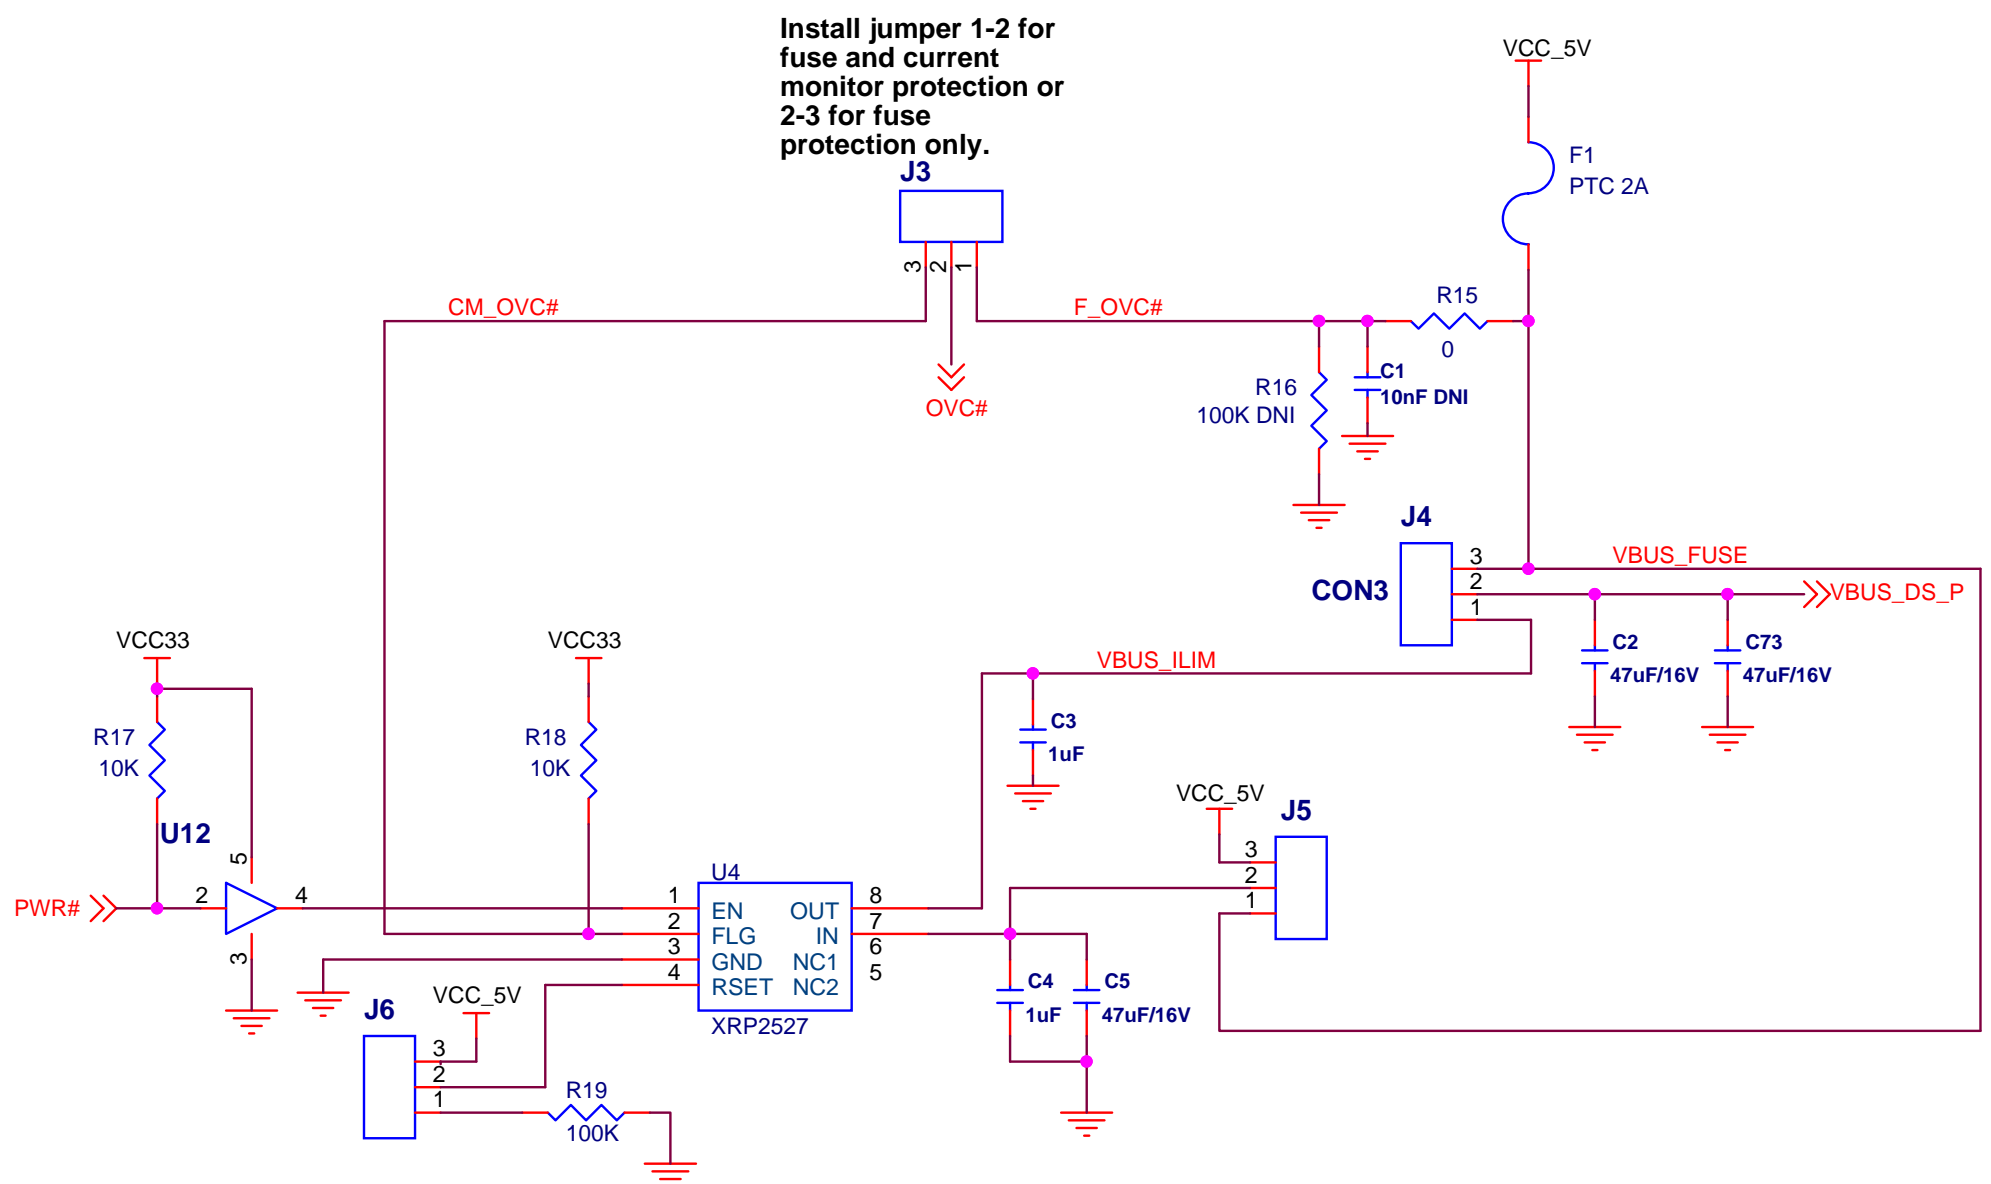 Install jumper 1-2 for
fuse and current
monitor protection or
2-3 for fuse
protection only.
J3
3
2
1
VCC_5V
F1
PTC 2A
CM_OVC#
F_OVC#
R15
0
OVC#
R16
100K DNI
C1
10nF DNI
J4
CON3
3
2
1
VBUS_FUSE
VBUS_DS_P
C2
47uF/16V
C73
47uF/16V
VCC33
VCC33
VBUS_ILIM
R17
10K
R18
10K
C3
1uF
VCC_5V
J5
3
2
1
U12
5
PWR#
2
4
3
U4
1
2
3
4
EN
FLG
GND
RSET
OUT
IN
NC1
NC2
8
7
6
5
XRP2527
C4
1uF
C5
47uF/16V
J6
VCC_5V
3
2
1
R19
100K